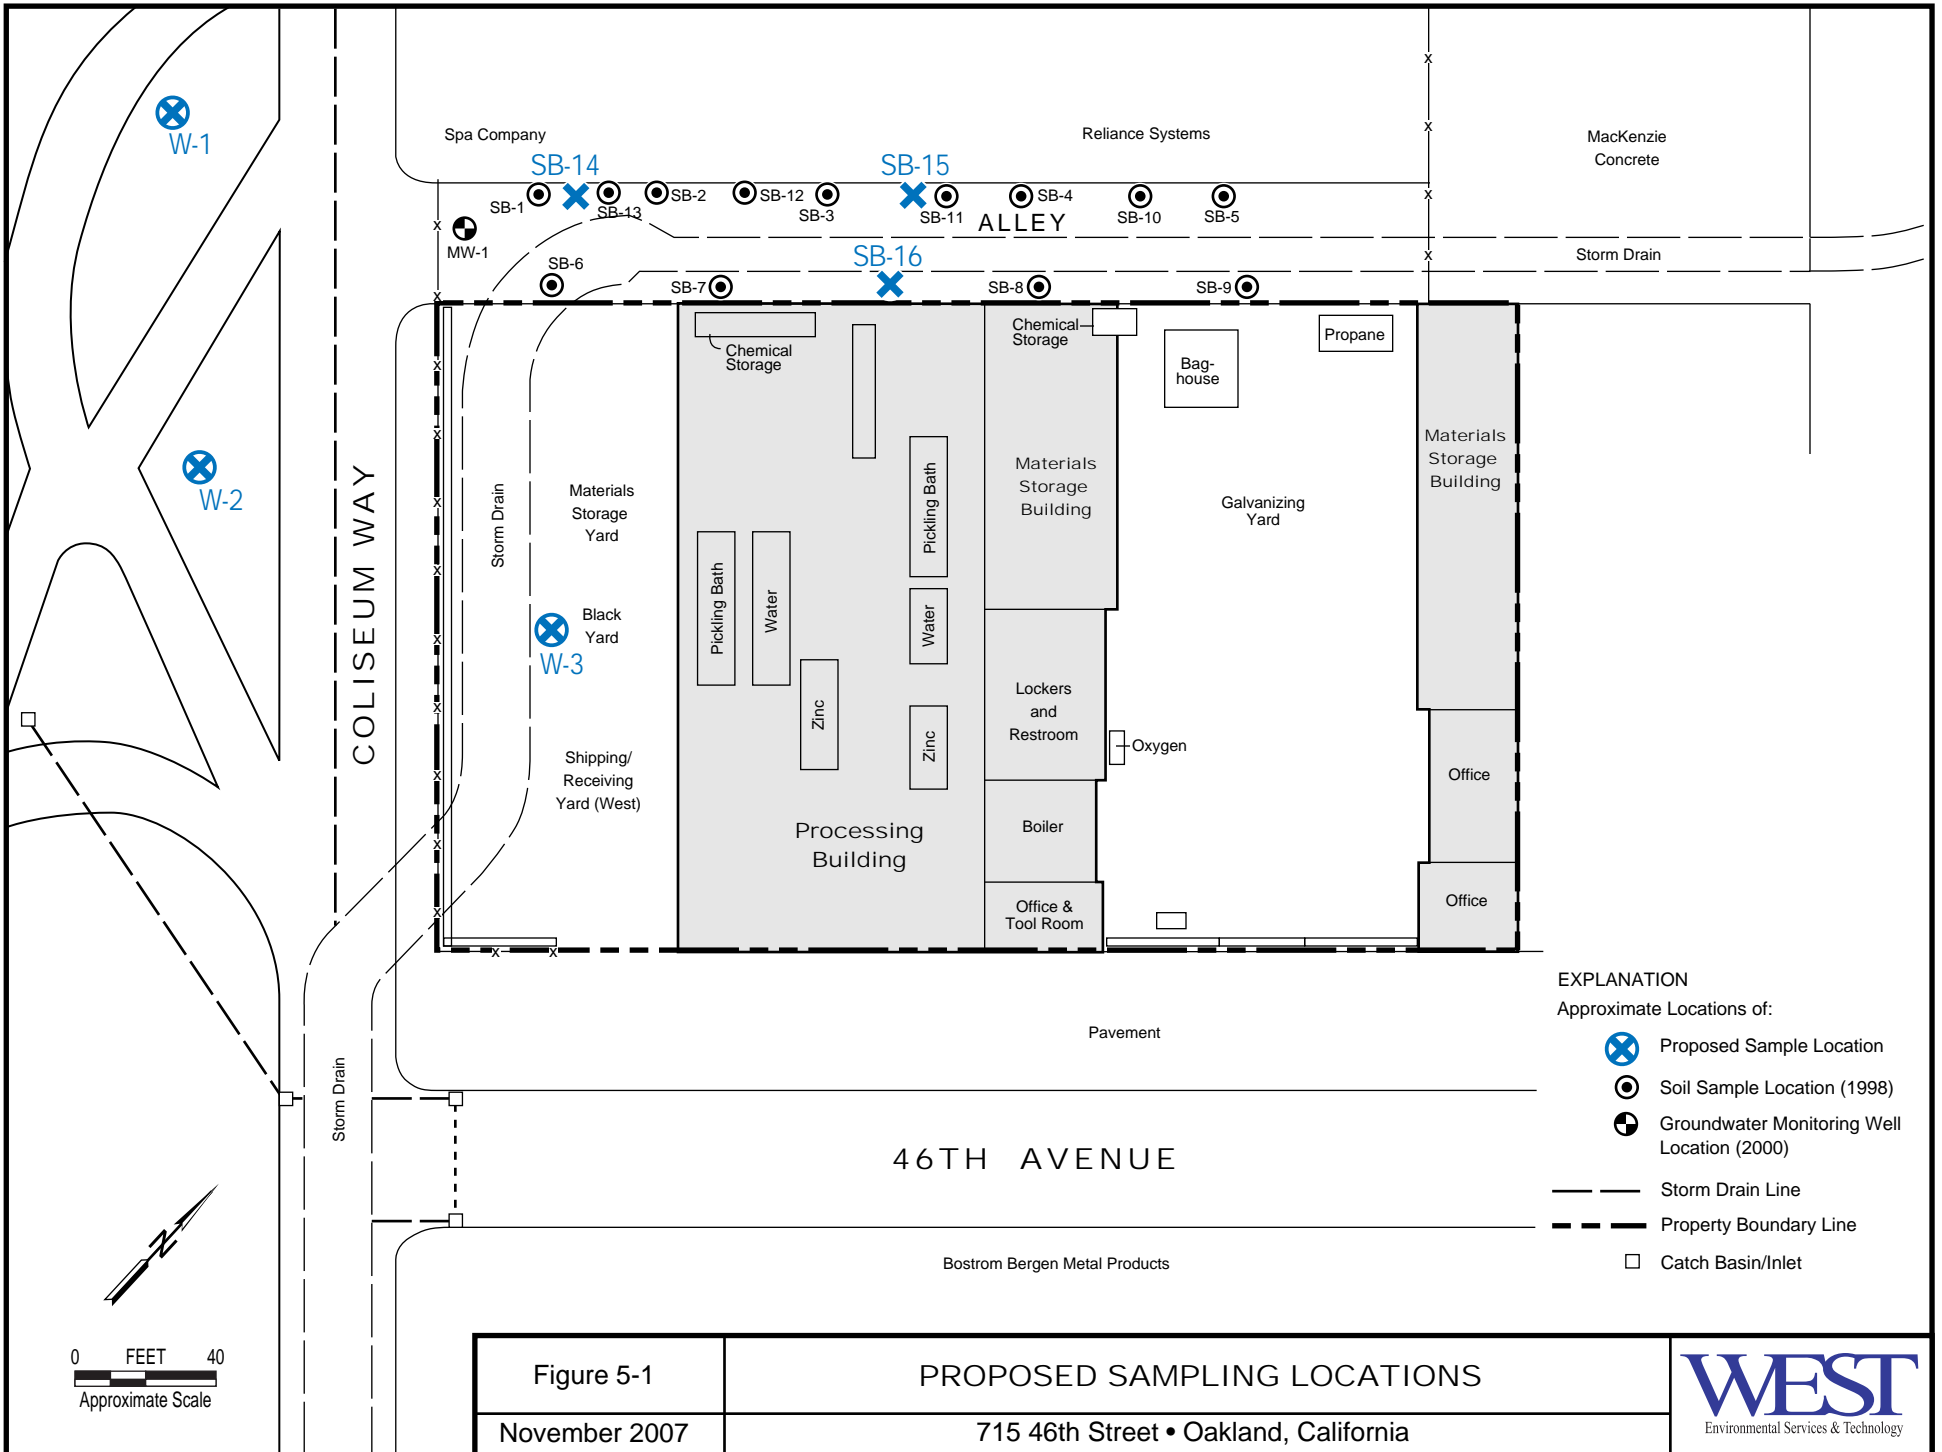 W-1
Spa Company
Reliance Systems
MacKenzie
Concrete
SB-14
SB-15
SB-1
SB-13
SB-2
SB-12
SB-3
SB-11
SB-4
SB-10
SB-5
ALLEY
MW-1
SB-6
SB-16
Storm Drain
SB-7
SB-8
SB-9
Chemical
Storage
Chemical
Storage
Bag-
house
Propane
Materials
Storage
Building
Materials
Storage
Building
W-2
COLISEUM WAY
Storm Drain
Materials
Storage
Yard
Pickling Bath
Galvanizing
Yard
Black
Yard
W-3
Pickling Bath
Water
Water
Zinc
Zinc
Lockers
and
Restroom
Oxygen
Shipping/
Receiving
Yard (West)
Office
Processing
Building
Boiler
Office &
Tool Room
Office
Pavement
Storm Drain
46TH AVENUE
Bostrom Bergen Metal Products
EXPLANATION
Approximate Locations of:
Proposed Sample Location
Soil Sample Location (1998)
Groundwater Monitoring Well
Location (2000)
Storm Drain Line
Property Boundary Line
Catch Basin/Inlet
N
0 FEET 40
Approximate Scale
Figure 5-1
PROPOSED SAMPLING LOCATIONS
November 2007
715 46th Street • Oakland, California
WEST
Environmental Services & Technology